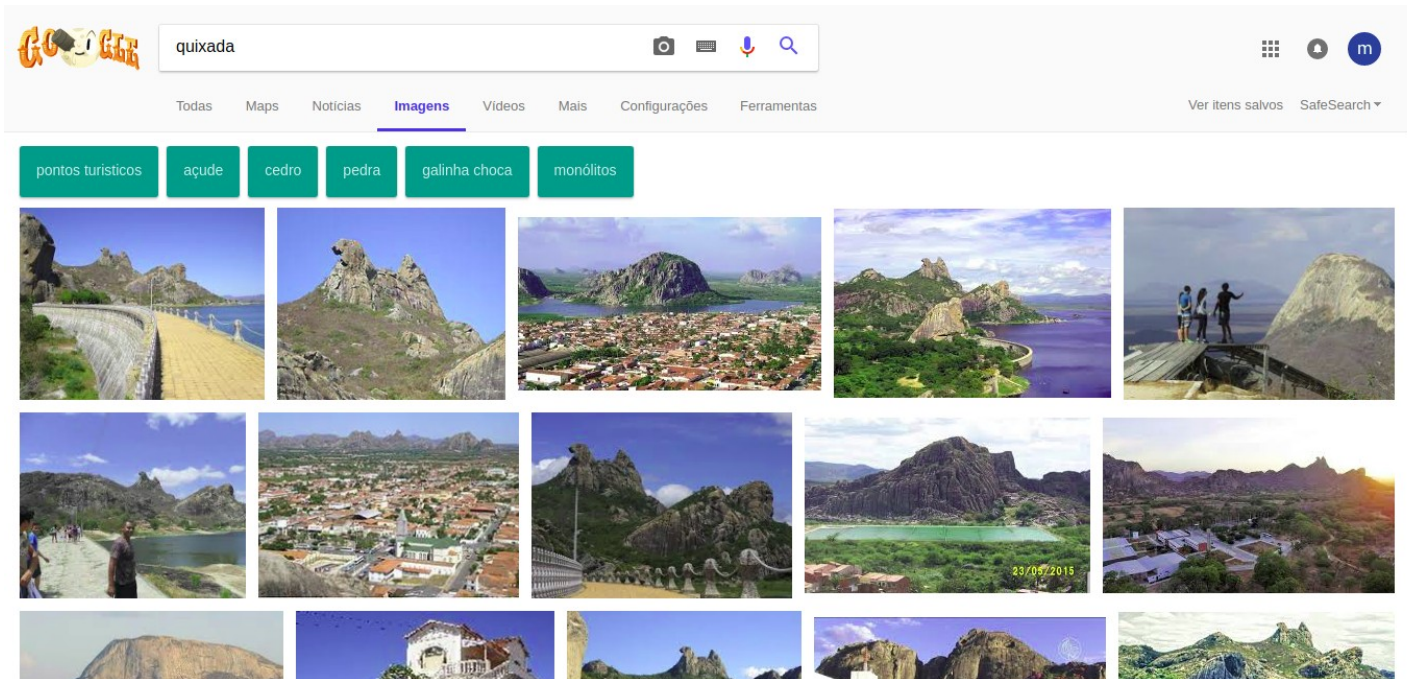 GOOGLE
quixada
m
Todas Maps Notícias Imagens Vídeos Mais Configurações Ferramentas Ver itens salvos SafeSearch
pontos turisticos açude cedro pedra galinha choca monólitos
23/05/2015